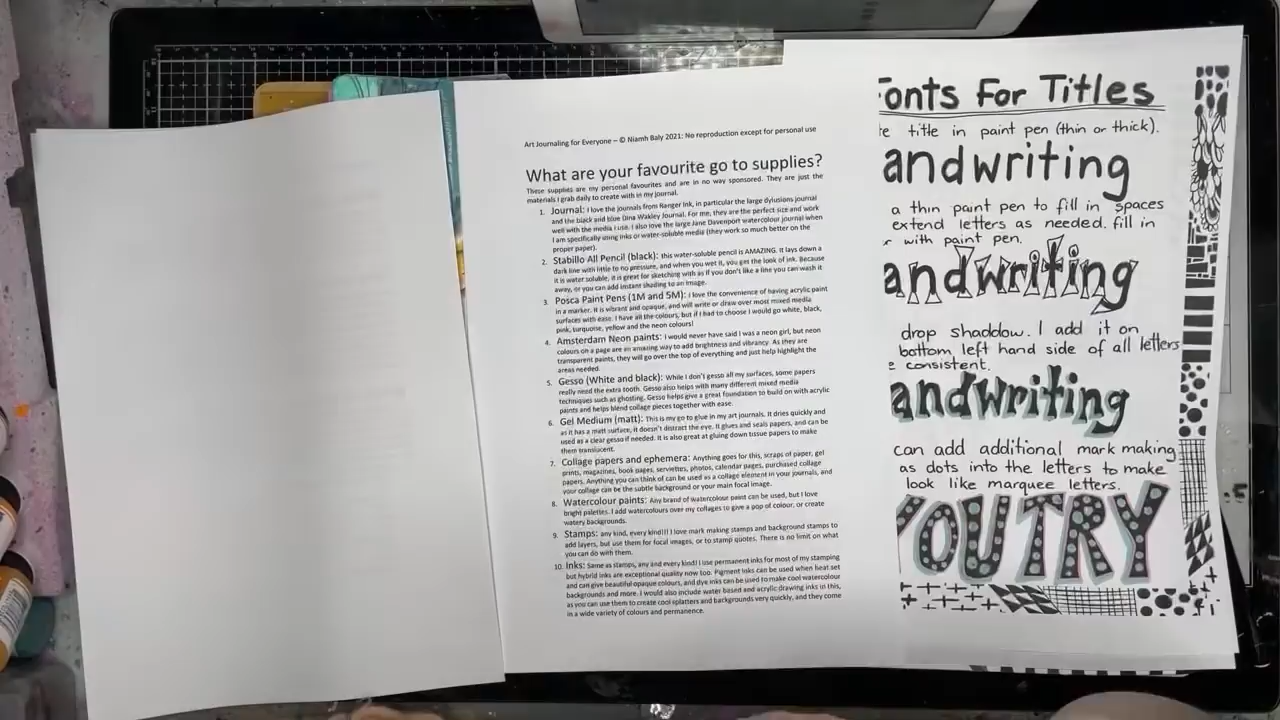 Art Journaling for Everyone – © Niamh Baly 2021: No reproduction except for personal use
What are your favourite go to supplies?
These supplies are my personal favourites and are in no way sponsored. They are just the
materials I grab daily to create with in my journal.
1. Journal: I love the journals from Ranger Ink, in particular the large dylusions journal
and the black and blue Dina Wakley Journal. For me, they are the perfect size and work
well with the media I use. I also love the large Jane Davenport watercolour journal when
I am specifically using inks or water-soluble media (they work so much better on the
proper paper).
2. Stabillo All Pencil (black): this water-soluble pencil is AMAZING. It lays down a
dark line with little to no pressure, and when you wet it, you get the look of ink. Because
it is water soluble, it is great for sketching with as if you don't like a line you can wash it
away, or you can add instant shading to an image.
3. Posca Paint Pens (1M and 5M): I love the convenience of having acrylic paint
in a marker. It is vibrant and opaque, and will write or draw over most mixed media
surfaces with ease. I have all the colours, but if I had to choose I would go white, black,
pink, turquoise, yellow and the neon colours!
4. Amsterdam Neon paints: I would never have said I was a neon girl, but neon
colours on a page are an amazing way to add brightness and vibrancy. As they are
transparent paints, they will go over the top of everything and just help highlight the
areas needed.
5. Gesso (White and black): While I don't gesso all my surfaces, some papers
really need the extra tooth. Gesso also helps with many different mixed media
techniques such as ghosting. Gesso helps give a great foundation to build on with acrylic
paints and helps blend collage pieces together with ease.
6. Gel Medium (matt): This is my go to glue in my art journals. It dries quickly and
as it has a matt surface, it doesn't distract the eye. It glues and seals papers, and can be
used as a clear gesso if needed. It is also great at gluing down tissue papers to make
them translucent.
7. Collage papers and ephemera: Anything goes for this, scraps of paper, gel
prints, magazines, book pages, serviettes, photos, calendar pages, purchased collage
papers. Anything you can think of can be used as a collage element in your journals, and
your collage can be the subtle background or your main focal image.
8. Watercolour paints: Any brand of watercolour paint can be used, but I love
bright palettes. I add watercolours over my collages to give a pop of colour, or create
watery backgrounds.
9. Stamps: any kind, every kind!!! I love mark making stamps and background stamps to
add layers, but use them for focal images, or to stamp quotes. There is no limit on what
you can do with them.
10. Inks: Same as stamps, any and every kind! I use permanent inks for most of my stamping
but hybrid inks are exceptional quality now too. Pigment inks can be used when heat set
and can give beautiful opaque colours, and dye inks can be used to make cool watercolour
backgrounds and more. I would also include water based and acrylic drawing inks in this,
as you can use them to create cool splatters and backgrounds very quickly, and they come
in a wide variety of colours and permanence.
onts For Titles
te title in paint pen (thin or thick).
andwriting
a thin paint pen to fill in spaces
extend letters as needed. fill in
with paint pen.
andwriting
drop shaddow. I add it on
bottom left hand side of all letters
consistent.
andwriting
can add additional mark making
as dots into the letters to make
look like marquee letters.
YOU TRY